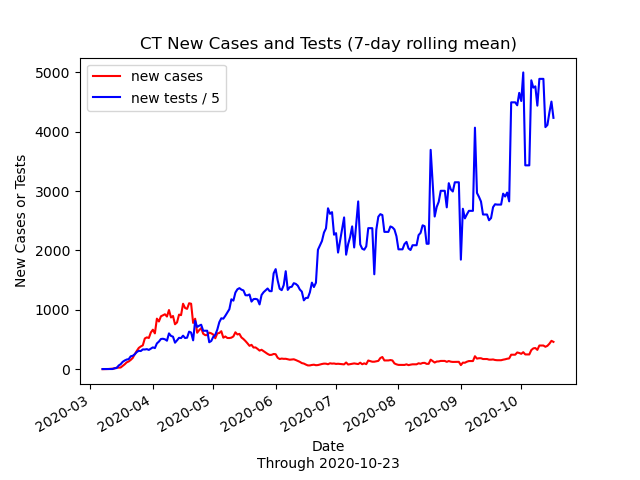 CT New Cases and Tests (7-day rolling mean)
new cases
new tests / 5
New Cases or Tests
5000
4000
3000
2000
1000
0
2020-03
2020-04
2020-05
2020-06
2020-07
2020-08
2020-09
2020-10
Date
Through 2020-10-23